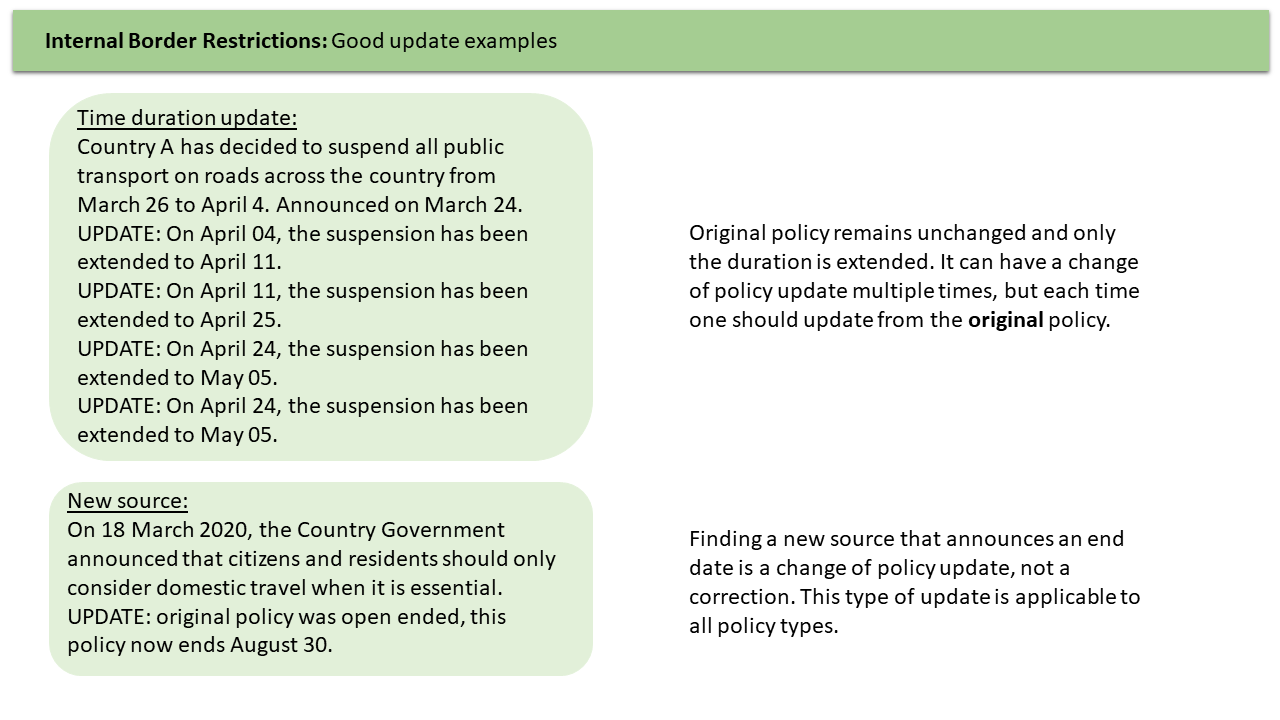 Internal Border Restrictions: Good update examples
Time duration update:
Country A has decided to suspend all public
transport on roads across the country from
March 26 to April 4. Announced on March 24.
UPDATE: On April 04, the suspension has been
extended to April 11.
UPDATE: On April 11, the suspension has been
extended to April 25.
UPDATE: On April 24, the suspension has been
extended to May 05.
UPDATE: On April 24, the suspension has been
extended to May 05.
Original policy remains unchanged and only
the duration is extended. It can have a change
of policy update multiple times, but each time
one should update from the original policy.
New source:
On 18 March 2020, the Country Government
announced that citizens and residents should only
consider domestic travel when it is essential.
UPDATE: original policy was open ended, this
policy now ends August 30.
Finding a new source that announces an end
date is a change of policy update, not a
correction. This type of update is applicable to
all policy types.